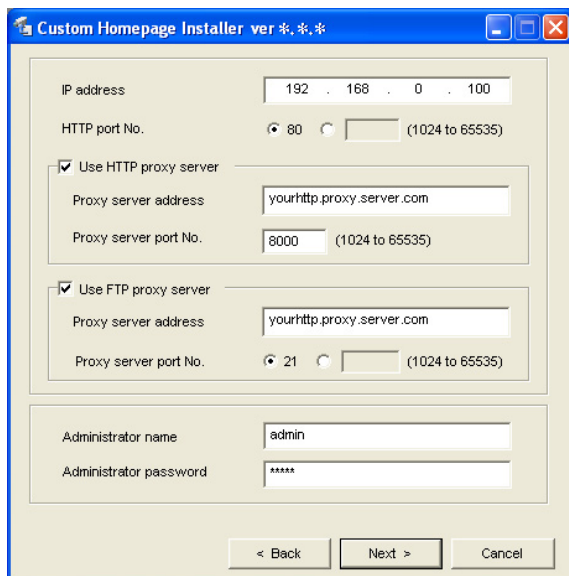 Custom Homepage Installer ver *.*.*
IP address 192 . 168 . 0 . 100
HTTP port No. 80 (1024 to 65535)
Use HTTP proxy server
Proxy server address yourhttp.proxy.server.com
Proxy server port No. 8000 (1024 to 65535)
Use FTP proxy server
Proxy server address yourhttp.proxy.server.com
Proxy server port No. 21 (1024 to 65535)
Administrator name admin
Administrator password *****
< Back Next > Cancel